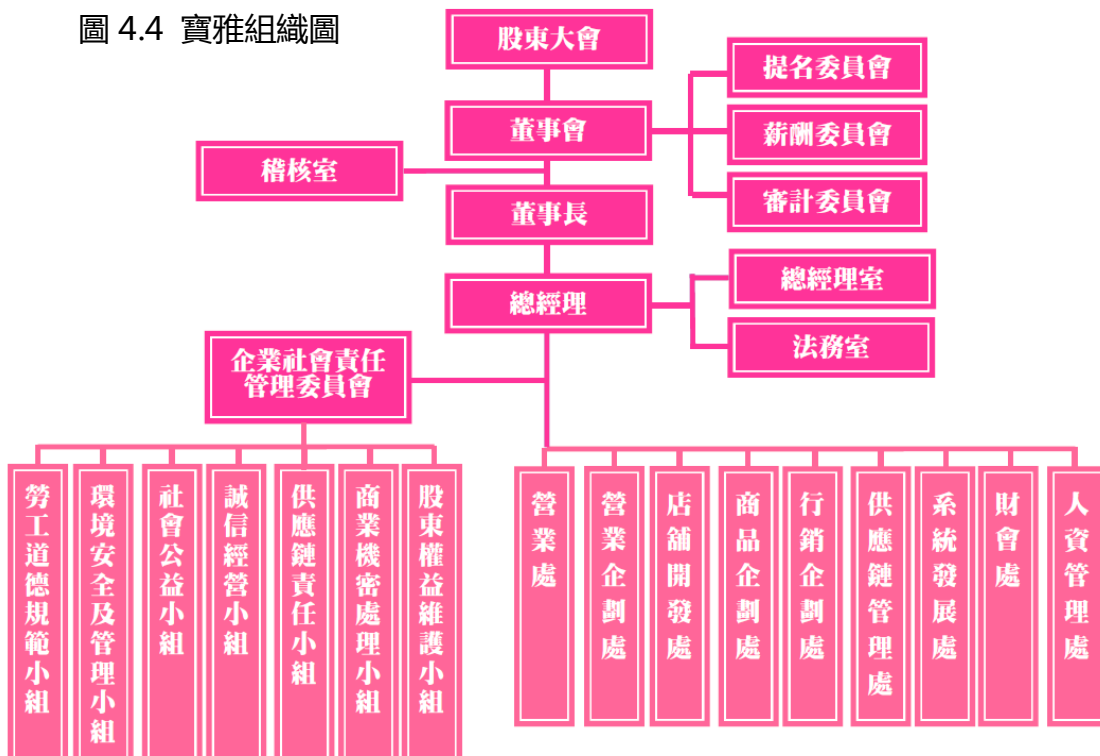 圖 4.4 寶雅組織圖
股東大會
提名委員會
董事會
薪酬委員會
稽核室
審計委員會
董事長
總經理室
總經理
法務室
企業社會責任
管理委員會
勞工道德規範小組
環境安全及管理小組
社會公益小組
誠信經營小組
供應鏈責任小組
商業機密處理小組
股東權益維護小組
營業處
營業企劃處
店舖開發處
商品企劃處
行銷企劃處
供應鏈管理處
系統發展處
財會處
人資管理處